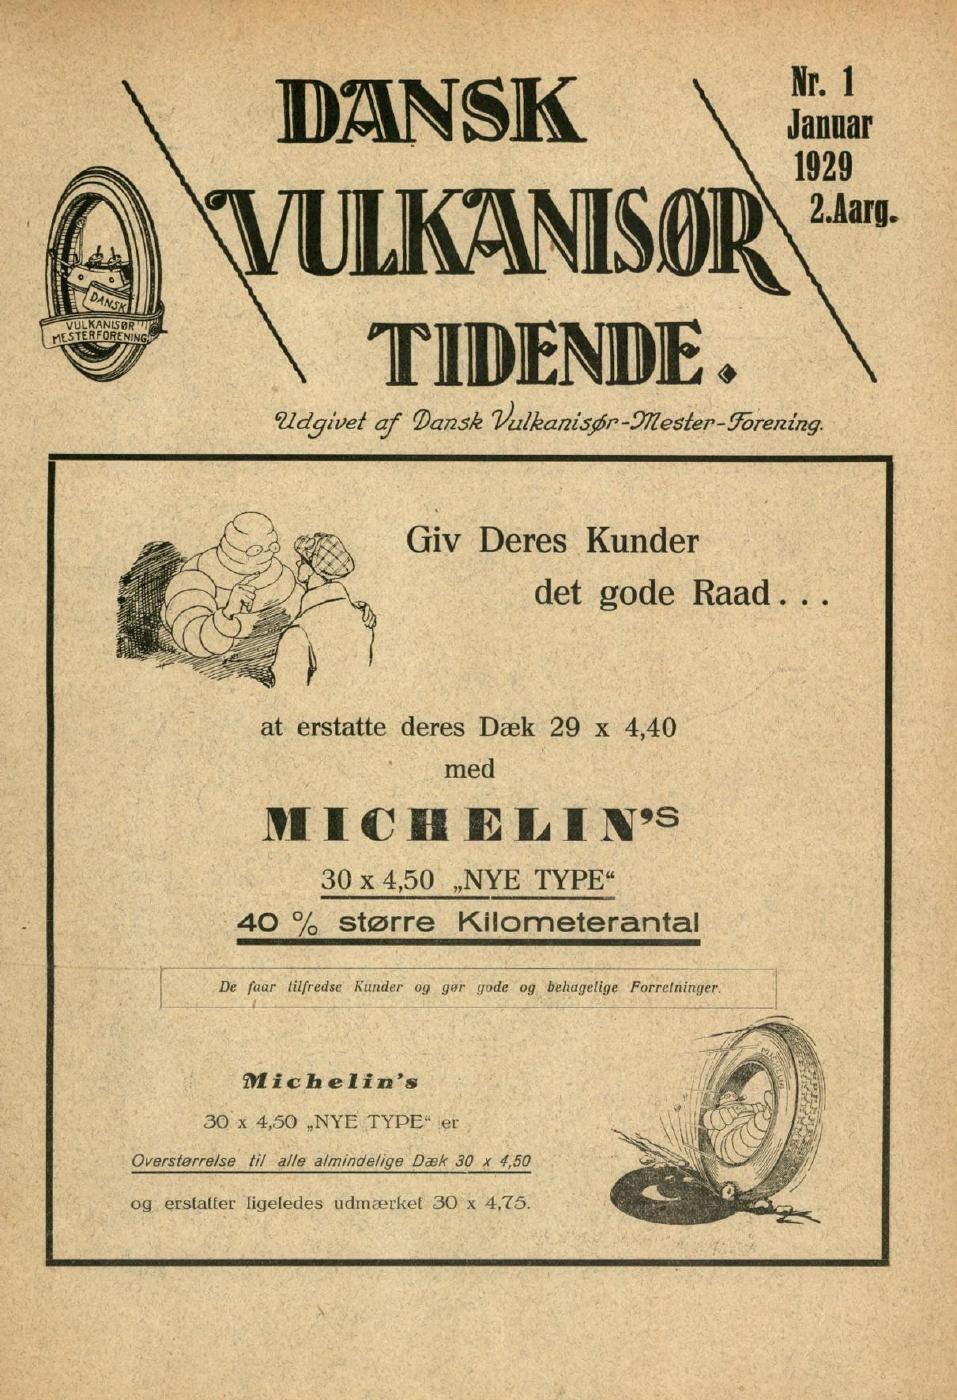 DANSK
VULKANISØR
TIDENDE.
Nr. 1
Januar
1929
2.Aarg.
DANSK
VULKANISØR
MESTERFORENING
Udgivet af Dansk Vulkanisør-Mester-Forening.
Giv Deres Kunder
det gode Raad...
at erstatte deres Dæk 29 x 4,40
med
MICHELIN's
30 x 4,50 „NYE TYPE“
40 % større Kilometerantal
De faar tilfredse Kunder og gør gode og behagelige Forretninger.
Michelin's
30 x 4,50 „NYE TYPE“ er
Overstørrelse til alle almindelige Dæk 30 x 4,50
og erstatter ligeledes udmærket 30 x 4,75.
MICHELIN